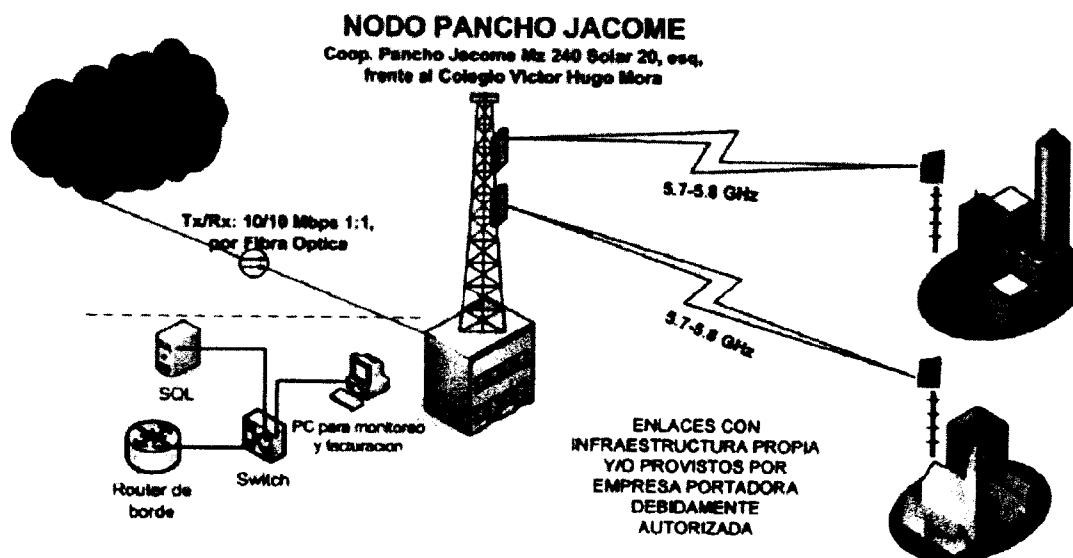 NODO PANCHO JACOME
Coop. Pancho Jacome Mz 240 Solar 20, esq,
frente al Colegio Victor Hugo Mora
5.7-5.8 GHz
Tx/Rx: 10/10 Mbps 1:1,
por Fibra Optica
5.7-5.8 GHz
SQL
PC para monitoreo
y facturacion
Switch
Router de
borde
ENLACES CON
INFRAESTRUCTURA PROPIA
Y/O PROVISTOS POR
EMPRESA PORTADORA
DEBIDAMENTE
AUTORIZADA